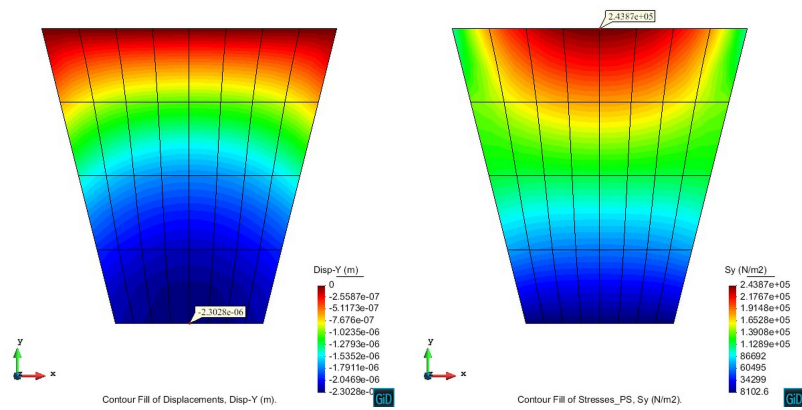 2.4387e+05
Disp-Y (m)
0
-2.5587e-07
-5.1173e-07
-7.676e-07
-1.0235e-06
-1.2793e-06
-1.5352e-06
-1.7911e-06
-2.0469e-06
-2.3028e-06
-2.3028e-06
y
x
Contour Fill of Displacements, Disp-Y (m).
GiD
Sy (N/m2)
2.4387e+05
2.1767e+05
1.9148e+05
1.6528e+05
1.3908e+05
1.1289e+05
86692
60495
34299
8102.6
y
x
Contour Fill of Stresses_PS, Sy (N/m2).
GiD